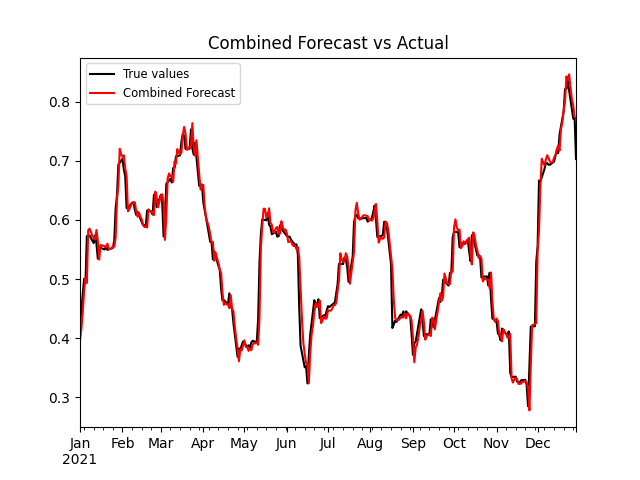 Combined Forecast vs Actual
True values
Combined Forecast
0.8
0.7
0.6
0.5
0.4
0.3
Jan Feb Mar Apr May Jun Jul Aug Sep Oct Nov Dec
2021